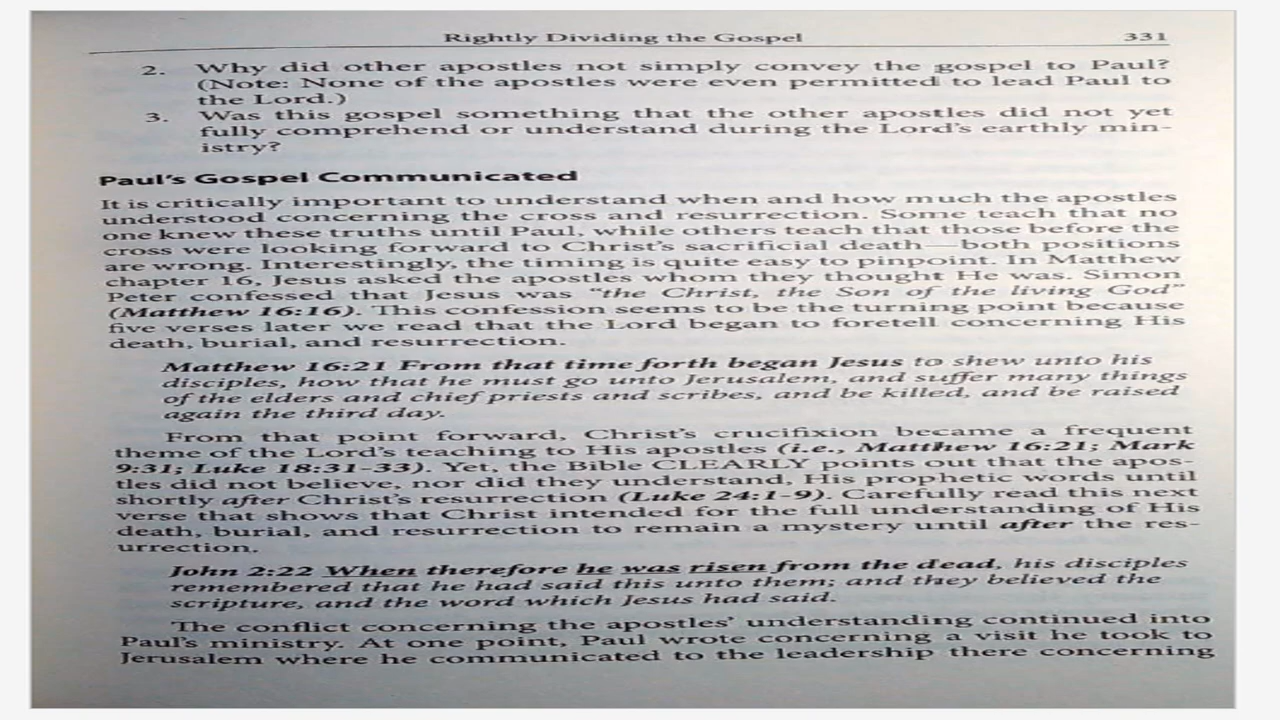 Rightly Dividing the Gospel 331
2. Why did other apostles not simply convey the gospel to Paul?
(Note: None of the apostles were even permitted to lead Paul to
the Lord.)
3. Was this gospel something that the other apostles did not yet
fully comprehend or understand during the Lord's earthly min-
istry?
Paul's Gospel Communicated
It is critically important to understand when and how much the apostles
understood concerning the cross and resurrection. Some teach that no
one knew these truths until Paul, while others teach that those before the
cross were looking forward to Christ's sacrificial death—both positions
are wrong. Interestingly, the timing is quite easy to pinpoint. In Matthew
chapter 16, Jesus asked the apostles whom they thought He was. Simon
Peter confessed that Jesus was "the Christ, the Son of the living God"
(Matthew 16:16). This confession seems to be the turning point because
five verses later we read that the Lord began to foretell concerning His
death, burial, and resurrection.
Matthew 16:21 From that time forth began Jesus to shew unto his
disciples, how that he must go unto Jerusalem, and suffer many things
of the elders and chief priests and scribes, and be killed, and be raised
again the third day.
From that point forward, Christ's crucifixion became a frequent
theme of the Lord's teaching to His apostles (i.e., Matthew 16:21; Mark
9:31; Luke 18:31-33). Yet, the Bible CLEARLY points out that the apos-
tles did not believe, nor did they understand, His prophetic words until
shortly after Christ's resurrection (Luke 24:1-9). Carefully read this next
verse that shows that Christ intended for the full understanding of His
death, burial, and resurrection to remain a mystery until after the res-
urrection.
John 2:22 When therefore he was risen from the dead, his disciples
remembered that he had said this unto them; and they believed the
scripture, and the word which Jesus had said.
The conflict concerning the apostles' understanding continued into
Paul's ministry. At one point, Paul wrote concerning a visit he took to
Jerusalem where he communicated to the leadership there concerning